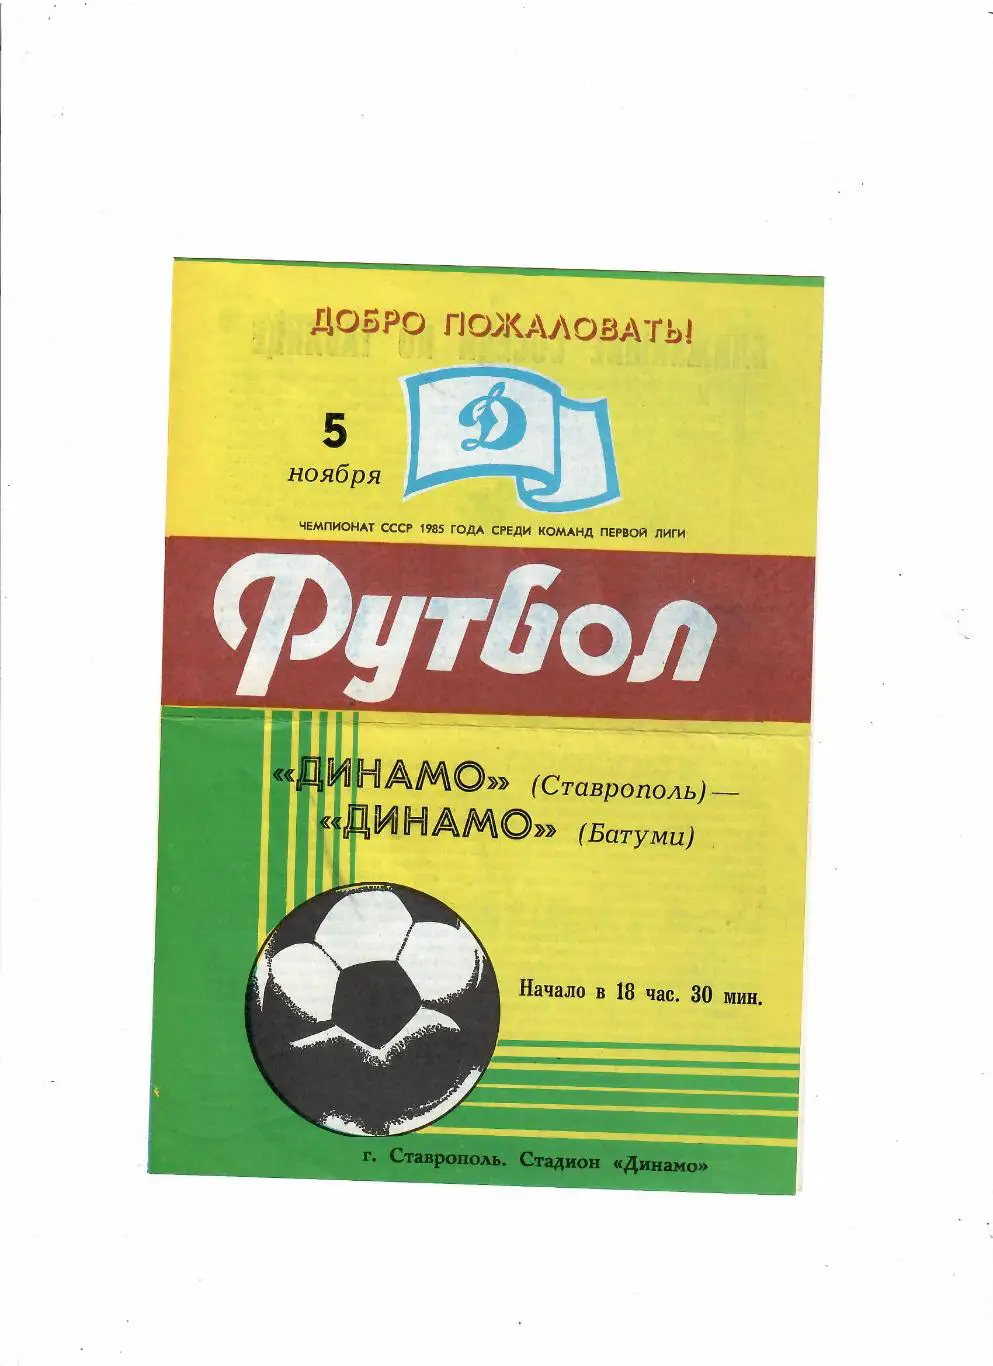 ДОБРО ПОЖАЛОВАТЬ!
Д
5
ноября
ЧЕМПИОНАТ СССР 1985 ГОДА СРЕДИ КОМАНД ПЕРВОЙ ЛИГИ
Футбол
«ДИНАМО» (Ставрополь) —
«ДИНАМО» (Батуми)
Начало в 18 час. 30 мин.
г. Ставрополь. Стадион «Динамо»